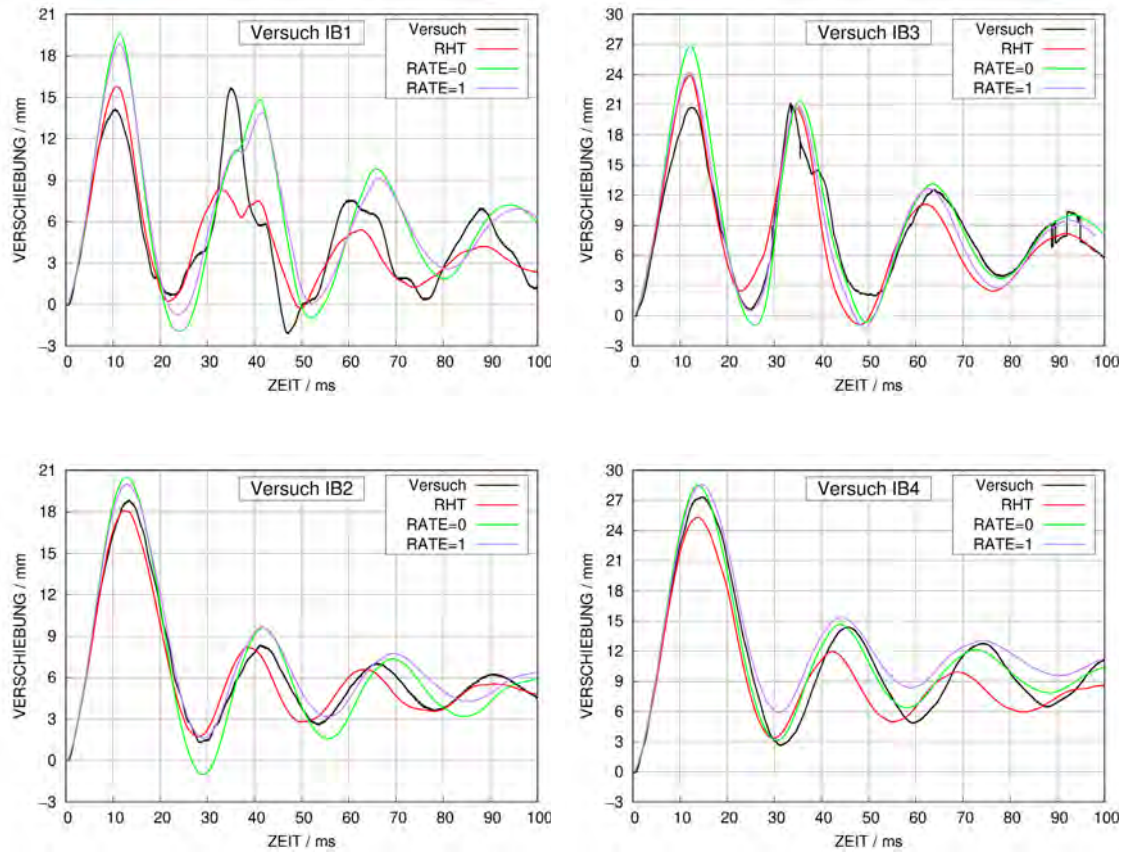 Versuch IB1
Versuch
RHT
RATE=0
RATE=1
VERSCHIEBUNG / mm
21
18
15
12
9
6
3
0
−3
0 10 20 30 40 50 60 70 80 90 100
ZEIT / ms
Versuch IB3
Versuch
RHT
RATE=0
RATE=1
VERSCHIEBUNG / mm
30
27
24
21
18
15
12
9
6
3
0
−3
0 10 20 30 40 50 60 70 80 90 100
ZEIT / ms
Versuch IB2
Versuch
RHT
RATE=0
RATE=1
VERSCHIEBUNG / mm
21
18
15
12
9
6
3
0
−3
0 10 20 30 40 50 60 70 80 90 100
ZEIT / ms
Versuch IB4
Versuch
RHT
RATE=0
RATE=1
VERSCHIEBUNG / mm
30
27
24
21
18
15
12
9
6
3
0
−3
0 10 20 30 40 50 60 70 80 90 100
ZEIT / ms